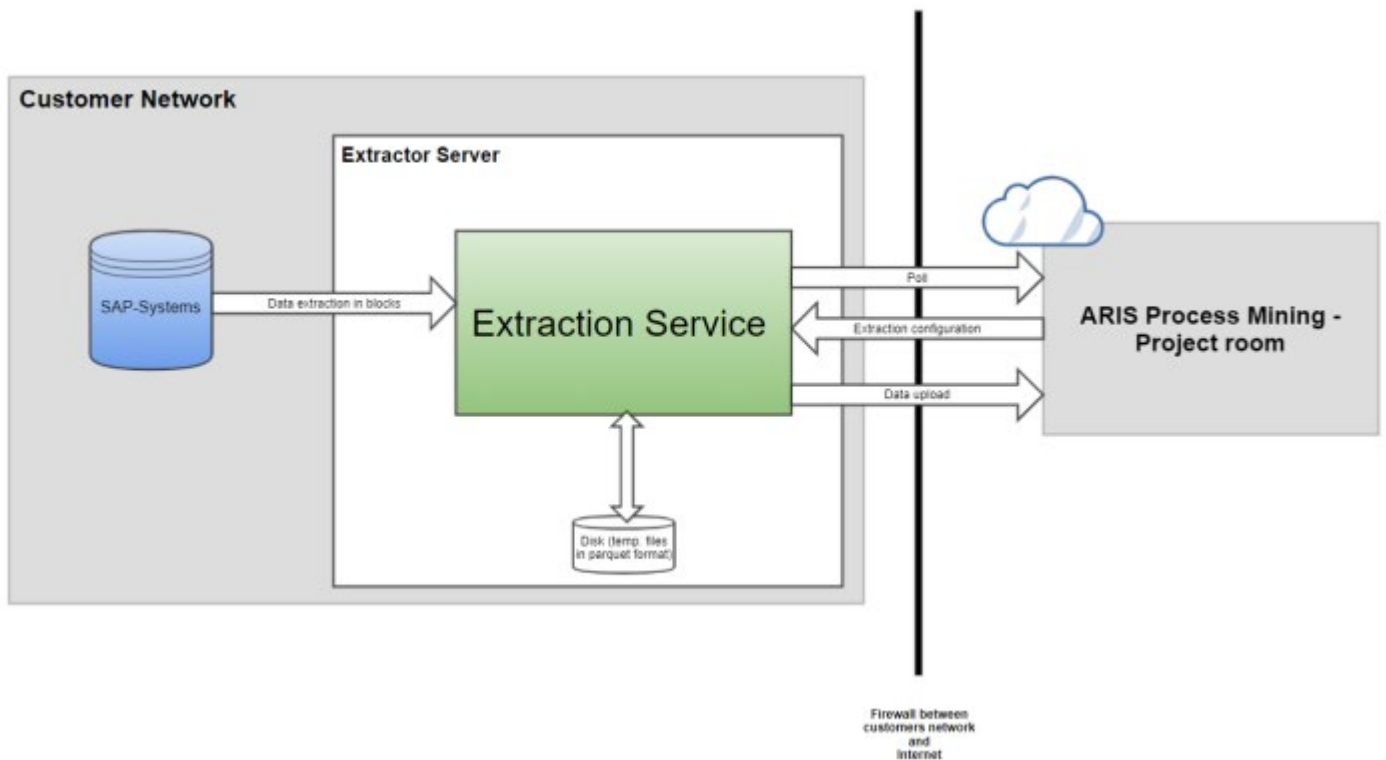 Customer Network
Extractor Server
SAP-Systems
Data extraction in blocks
Extraction Service
Poll
Extraction configuration
Data upload
ARIS Process Mining -
Project room
Disk (temp. files
in parquet format)
Firewall between
customers network
and
Internet